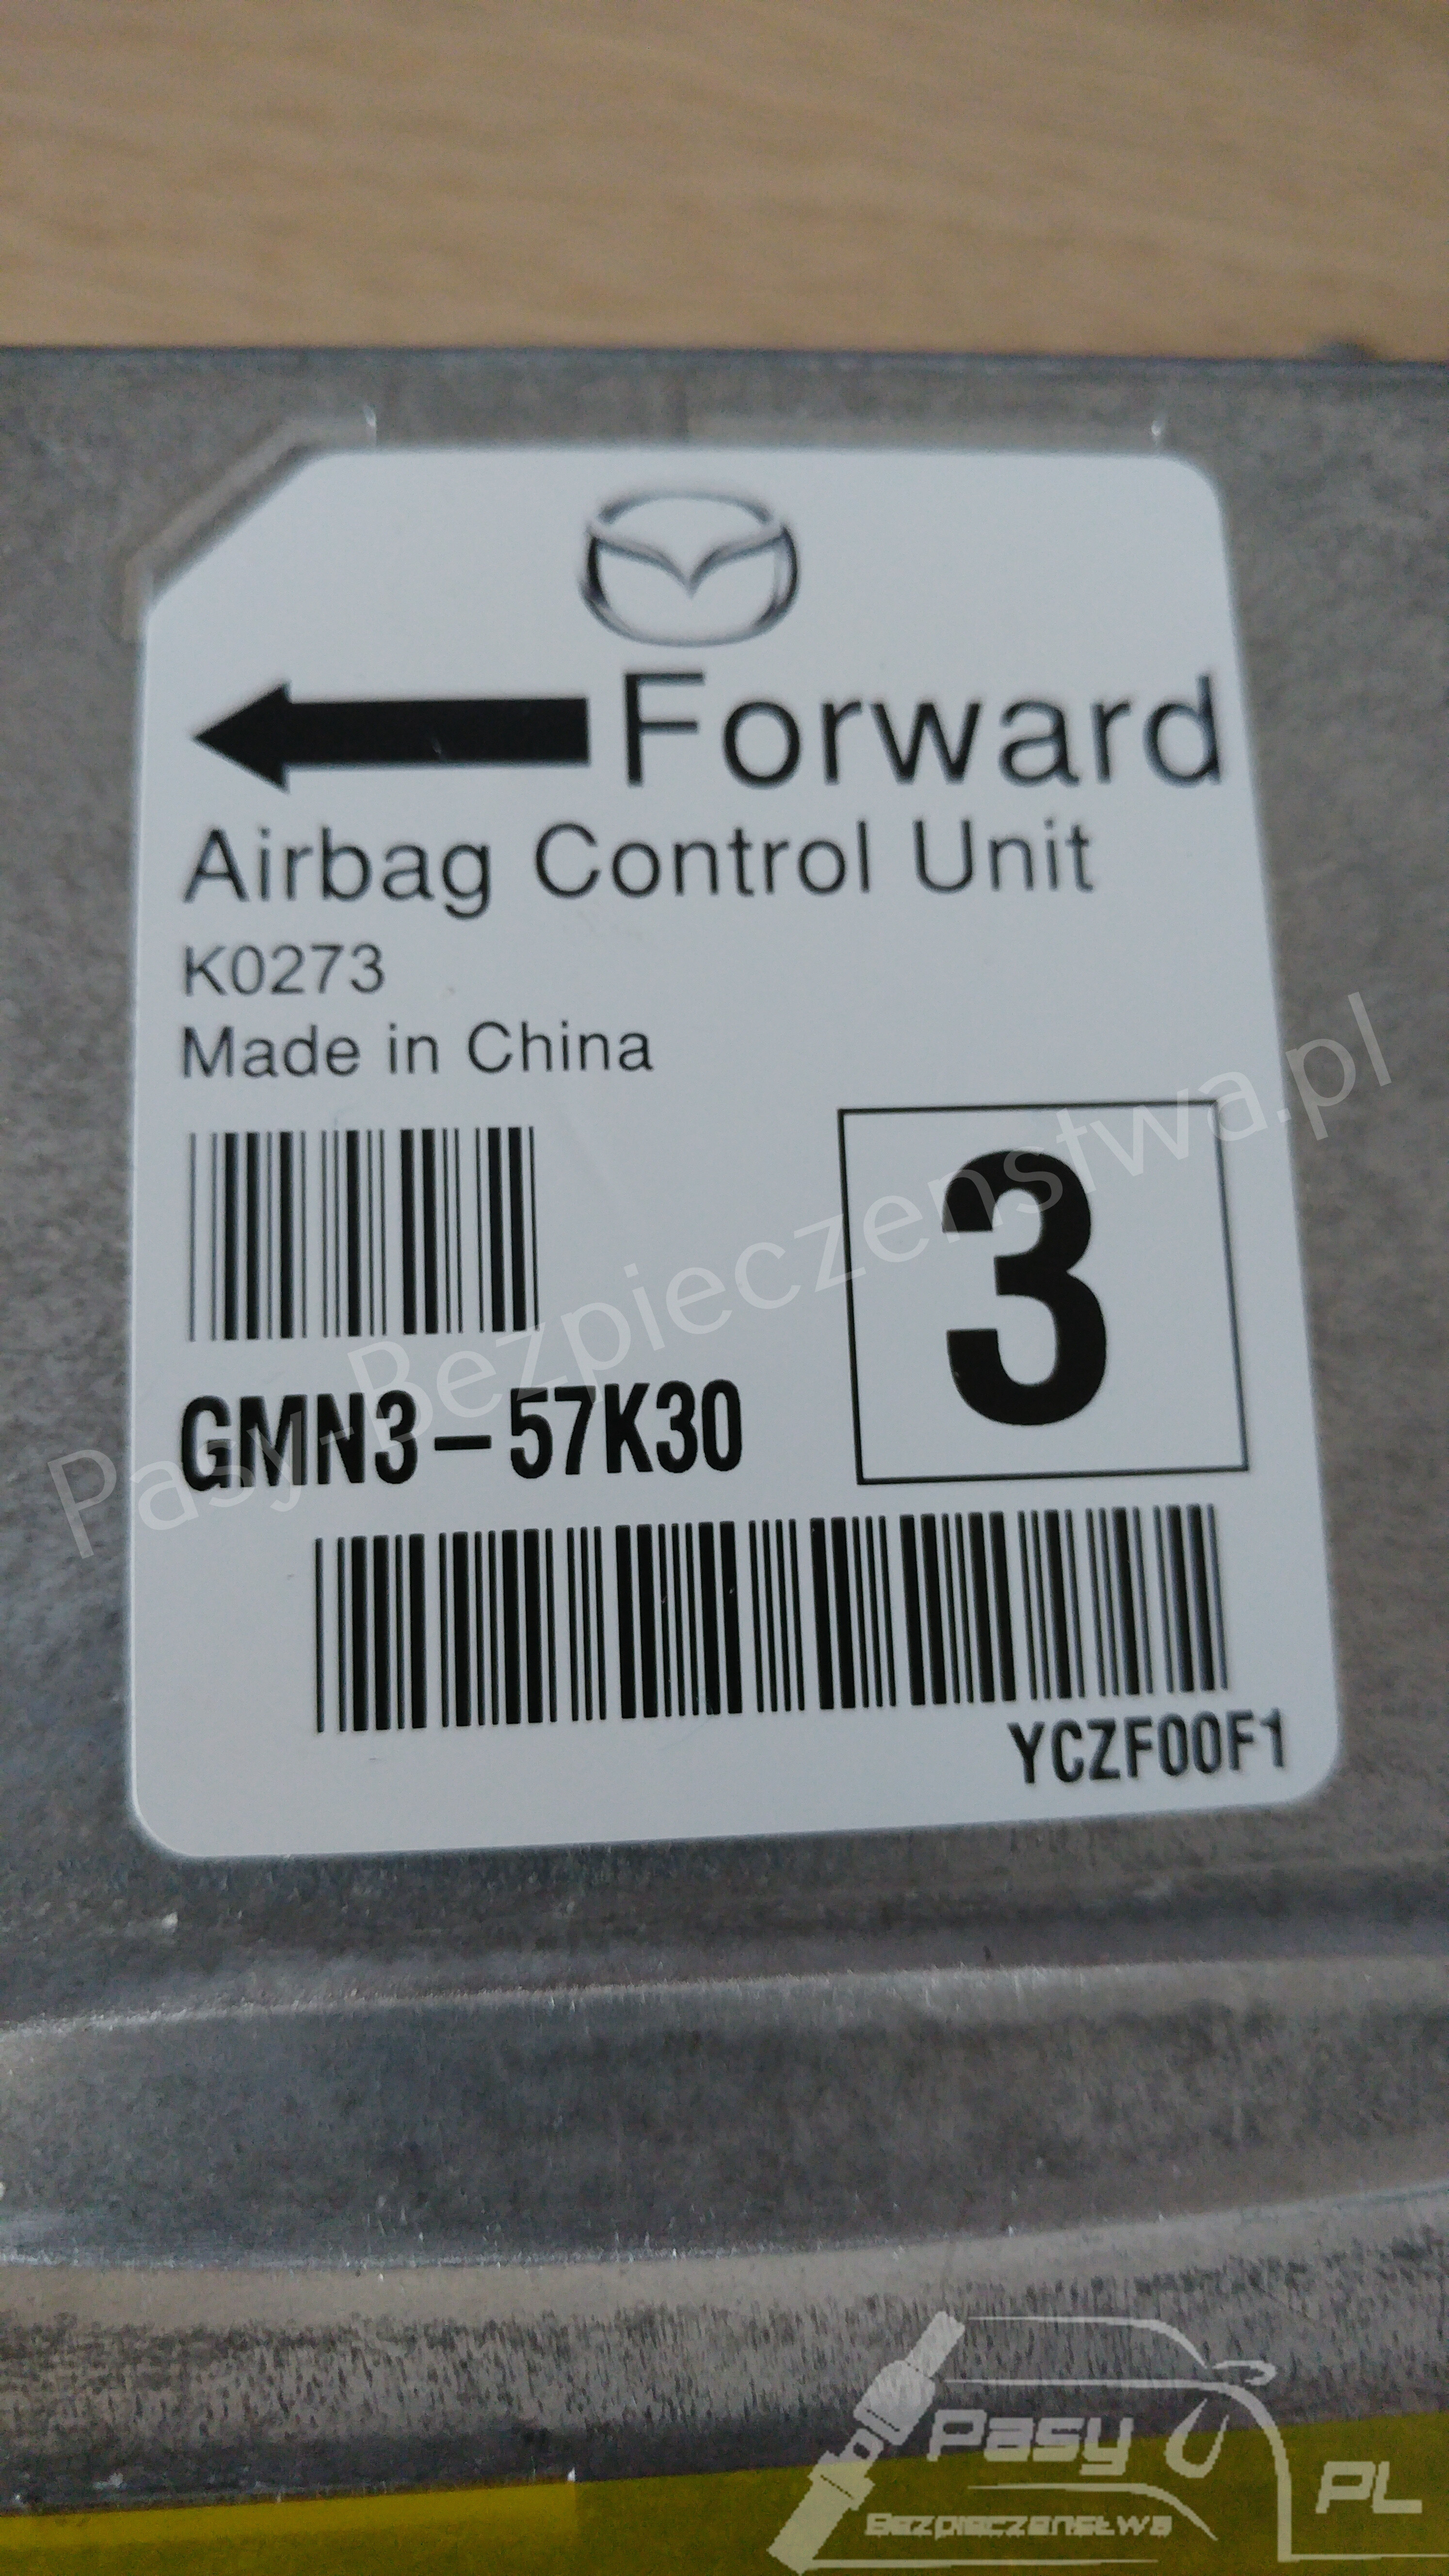 Forward
Airbag Control Unit
K0273
Made in China
3
GMN3-57K30
YCZF00F1
Pasy-Bezpieczenstwa.pl
Pasy
Bezpieczenstwa
PL